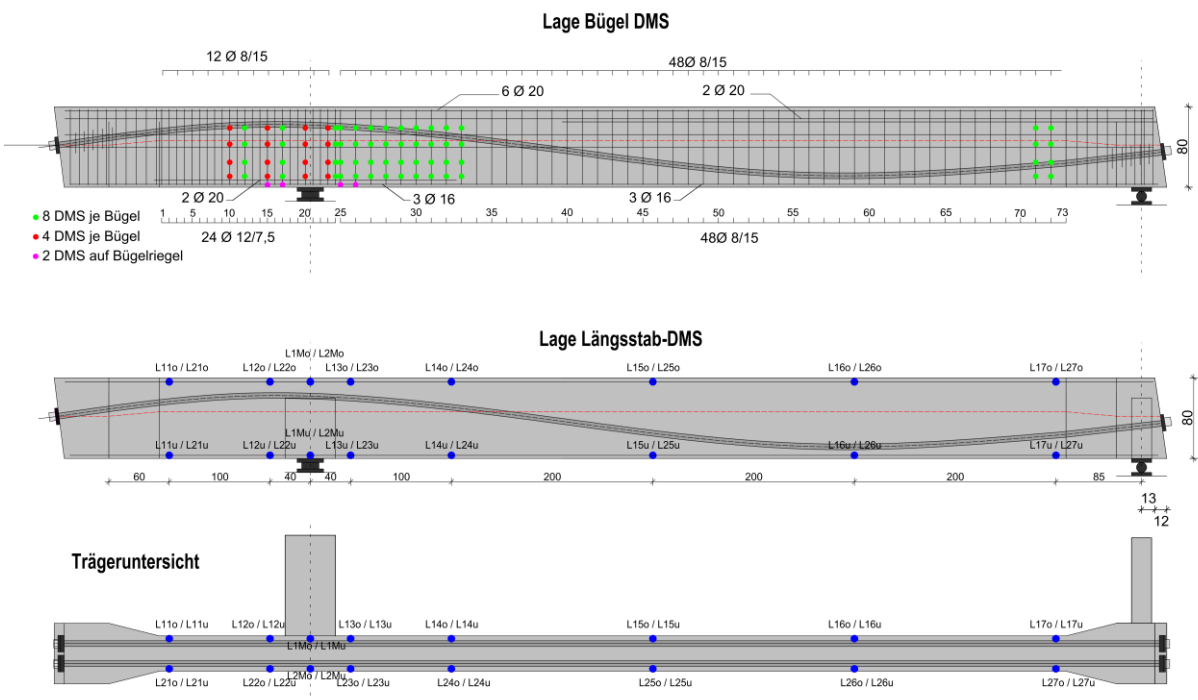 Lage Bügel DMS
12 Ø 8/15
48Ø 8/15
6 Ø 20
2 Ø 20
80
2 Ø 20
3 Ø 16
3 Ø 16
8 DMS je Bügel
1 5 10 15 20 25 30 35 40 45 50 55 60 65 70 73
4 DMS je Bügel
24 Ø 12/7,5
48Ø 8/15
2 DMS auf Bügelriegel
Lage Längsstab-DMS
L1Mo / L2Mo
L11o / L21o L12o / L22o L13o / L23o L14o / L24o L15o / L25o L16o / L26o L17o / L27o
80
L1Mu / L2Mu
L11u / L21u L12u / L22u L13u / L23u L14u / L24u L15u / L25u L16u / L26u L17u / L27u
60 100 40 40 100 200 200 200 85
13
12
Trägeruntersicht
L11o / L11u L12o / L12u L13o / L13u L14o / L14u L15o / L15u L16o / L16u L17o / L17u
L1Mo / L1Mu
L2Mo / L2Mu
L21o / L21u L22o / L22u L23o / L23u L24o / L24u L25o / L25u L26o / L26u L27o / L27u